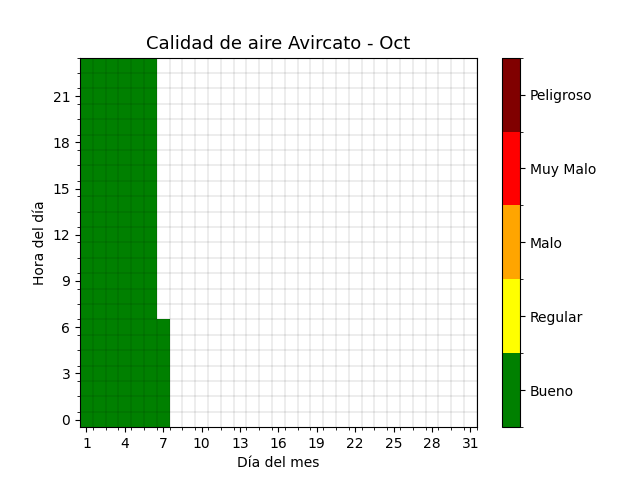 Calidad de aire Avircato - Oct
Hora del día
21
18
15
12
9
6
3
0
1 4 7 10 13 16 19 22 25 28 31
Día del mes
Peligroso
Muy Malo
Malo
Regular
Bueno